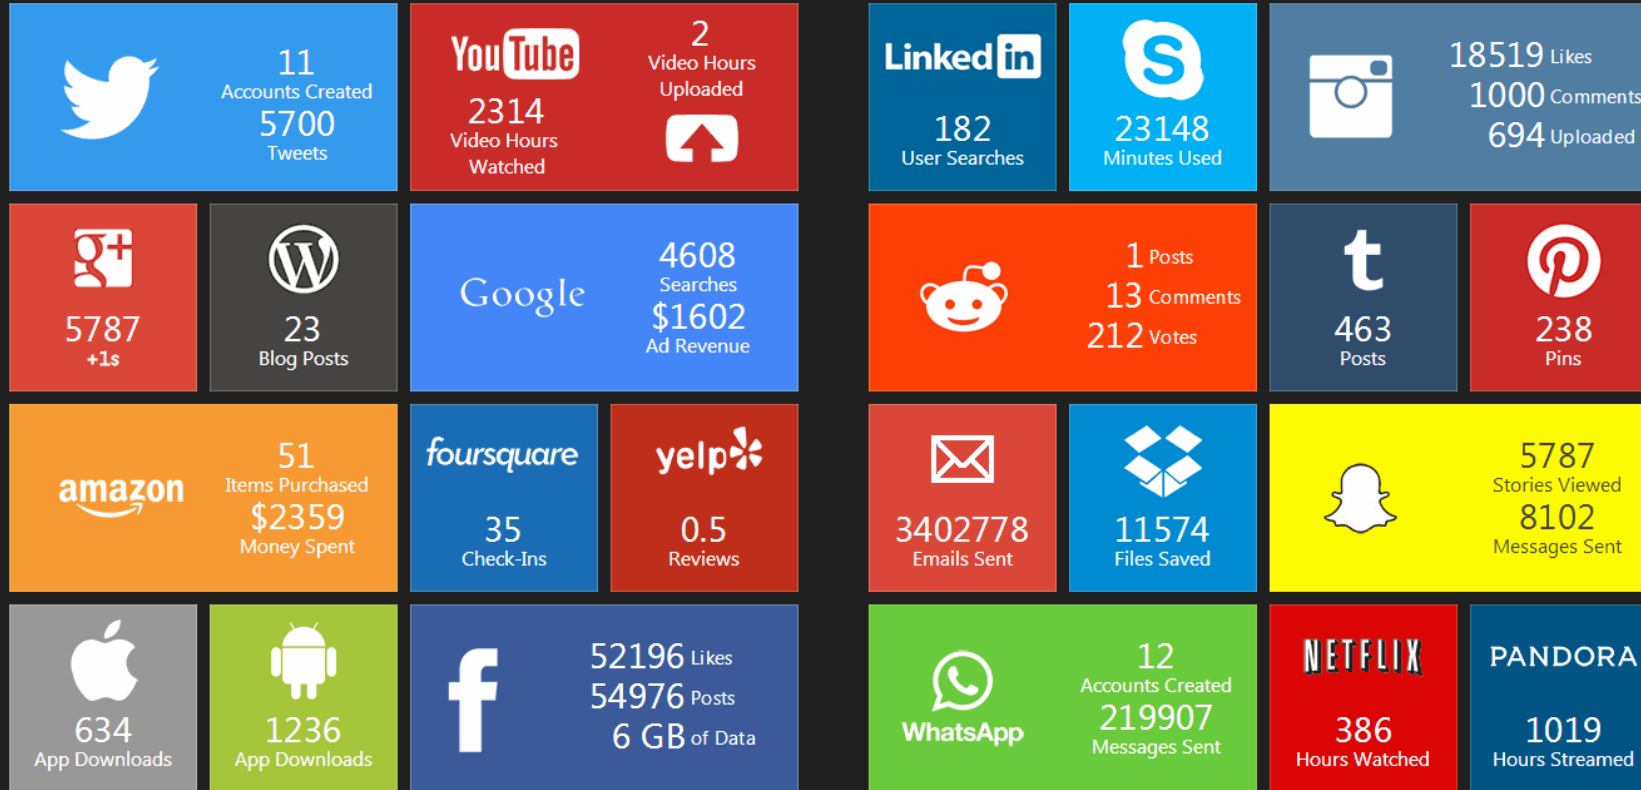 11
Accounts Created
5700
Tweets
You Tube
2314
Video Hours
Watched
2
Video Hours
Uploaded
Linked in
182
User Searches
S
23148
Minutes Used
18519 Likes
1000 Comments
694 Uploaded
g+
5787
+1s
W
23
Blog Posts
Google
4608
Searches
$1602
Ad Revenue
1 Posts
13 Comments
212 Votes
t
463
Posts
P
238
Pins
amazon
51
Items Purchased
$2359
Money Spent
foursquare
35
Check-Ins
yelp
0.5
Reviews
3402778
Emails Sent
11574
Files Saved
5787
Stories Viewed
8102
Messages Sent
634
App Downloads
1236
App Downloads
f
52196 Likes
54976 Posts
6 GB of Data
WhatsApp
12
Accounts Created
219907
Messages Sent
NETFLIX
386
Hours Watched
PANDORA
1019
Hours Streamed